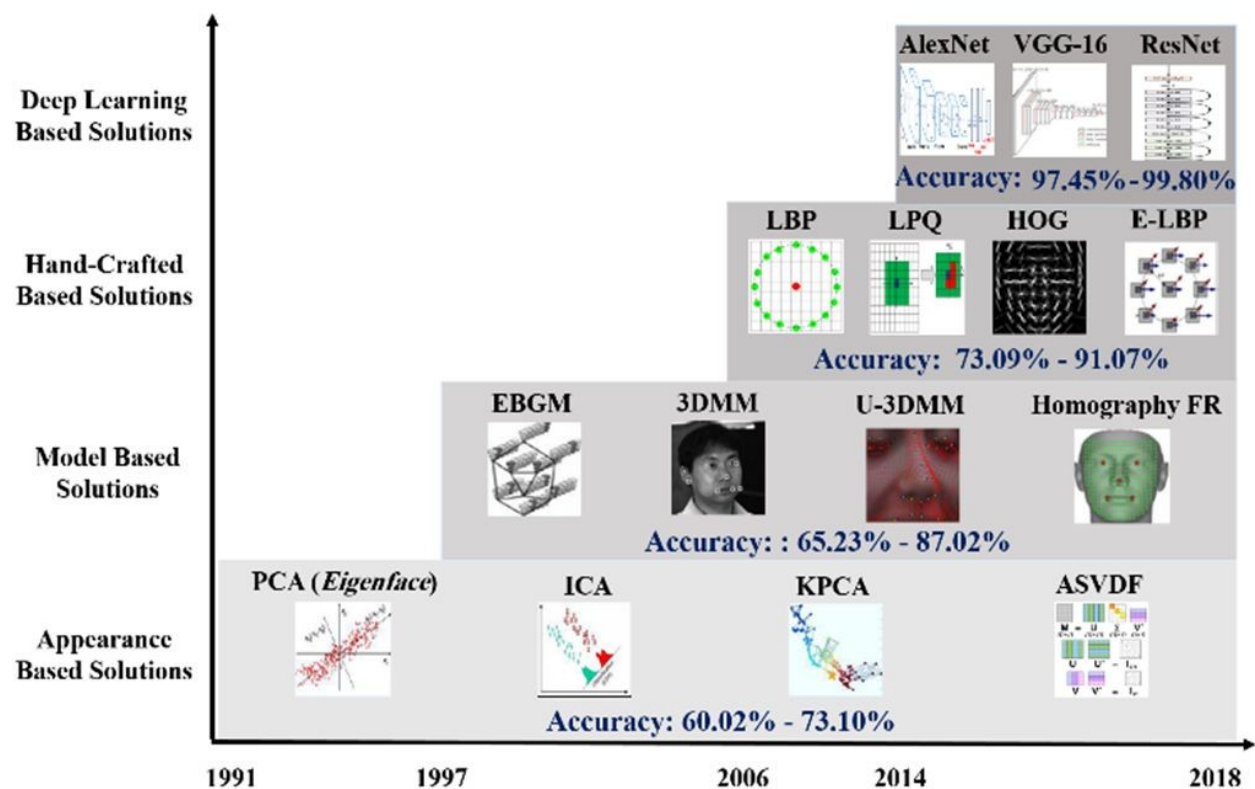 AlexNet VGG-16 ResNet
Deep Learning
Based Solutions
Accuracy: 97.45% -99.80%
LBP LPQ HOG E-LBP
Hand-Crafted
Based Solutions
Accuracy: 73.09% - 91.07%
EBGM 3DMM U-3DMM Homography FR
Model Based
Solutions
Accuracy: : 65.23% - 87.02%
PCA (Eigenface) ICA KPCA ASVDF
Appearance
Based Solutions
Accuracy: 60.02% - 73.10%
1991 1997 2006 2014 2018